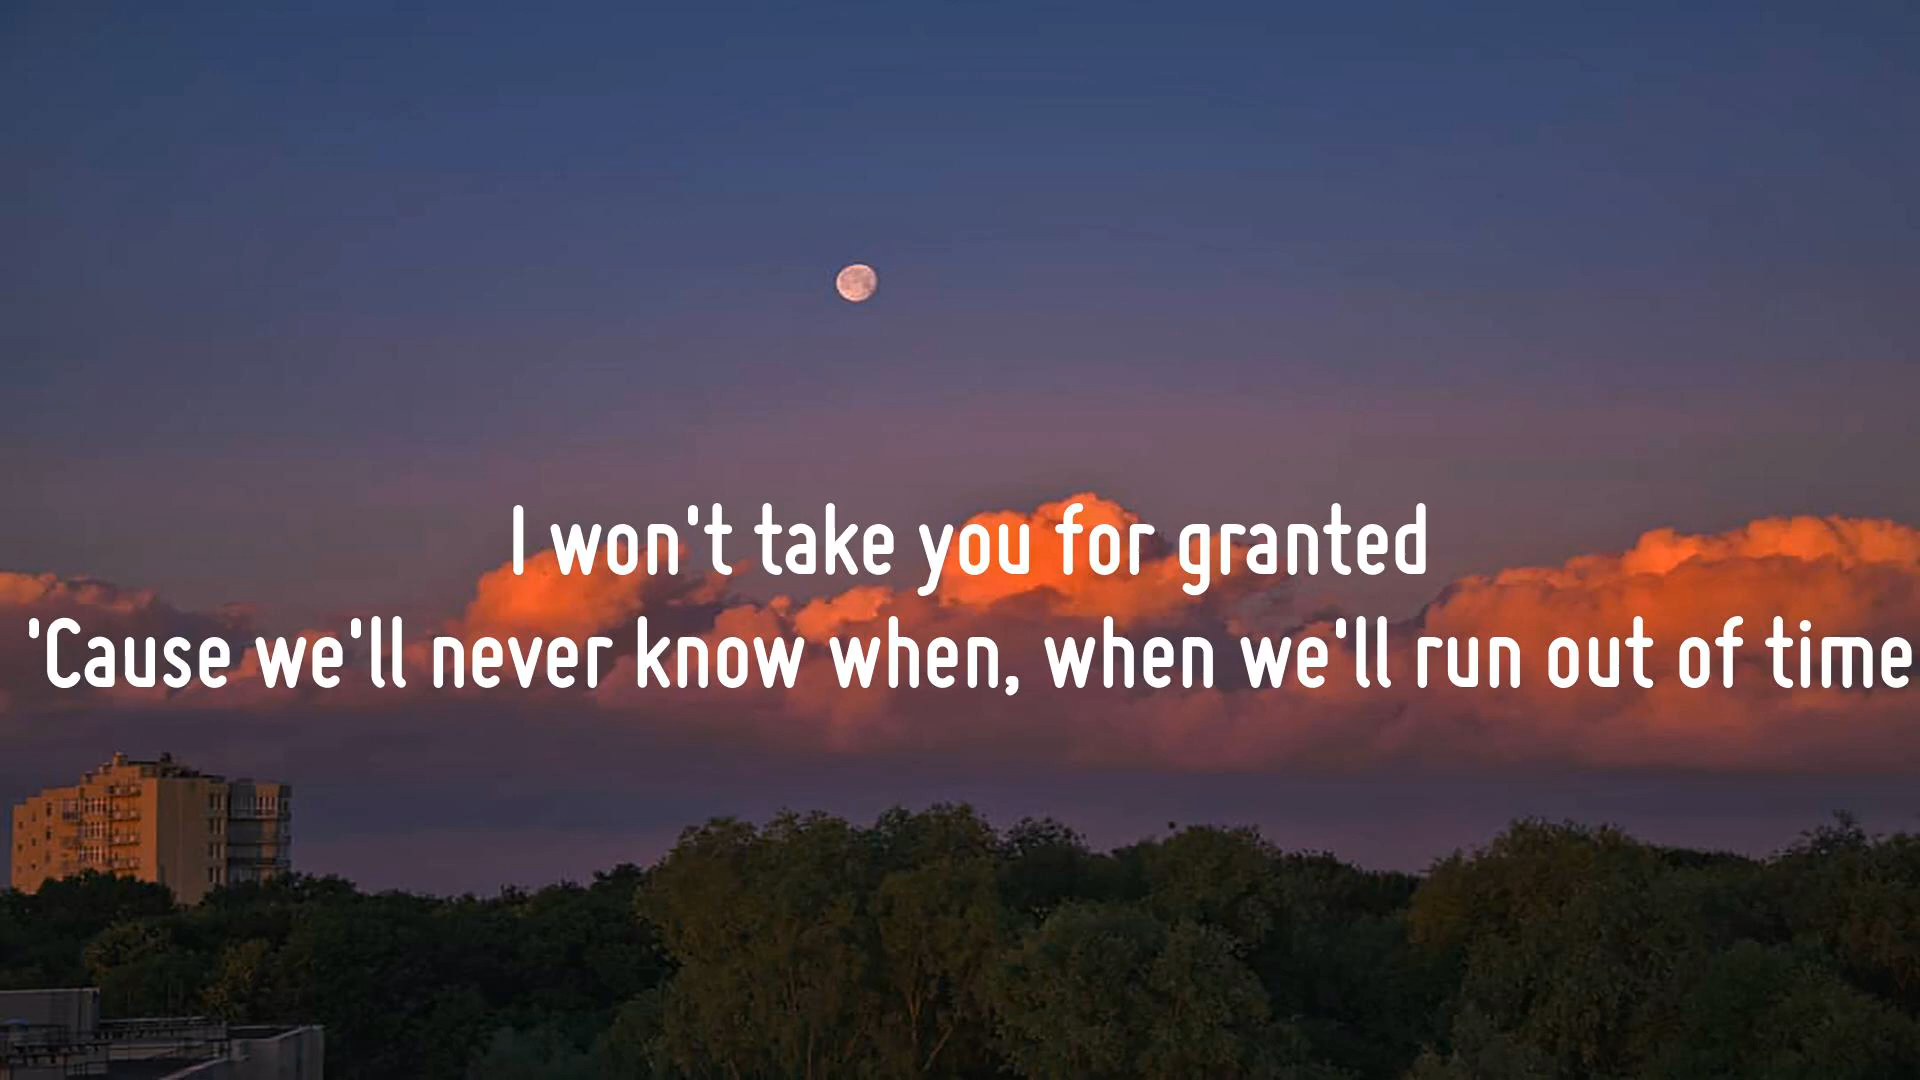 I won't take you for granted
'Cause we'll never know when, when we'll run out of time